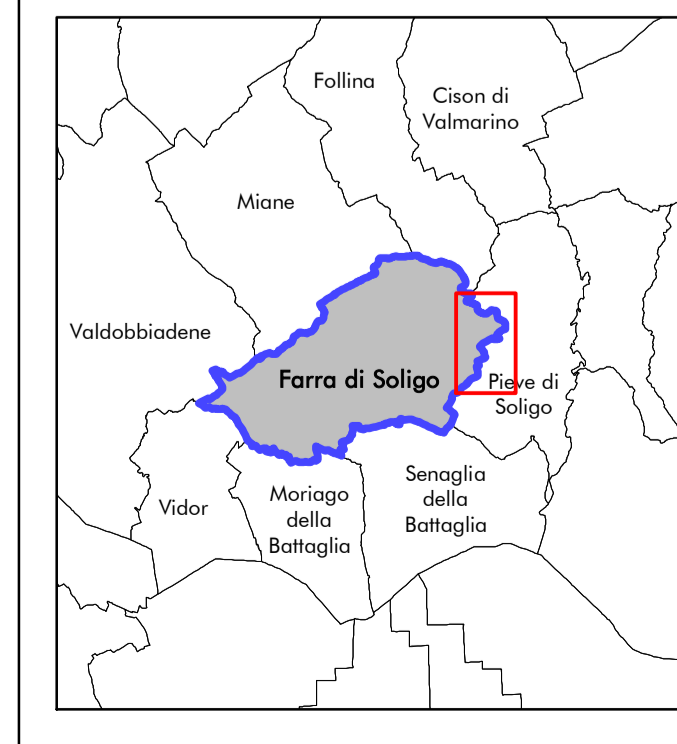 Follina
Cison di
Valmarino
Miane
Valdobbiadene
Farra di Soligo
Pieve di
Soligo
Vidor
Moriago
della
Battaglia
Senaglia
della
Battaglia